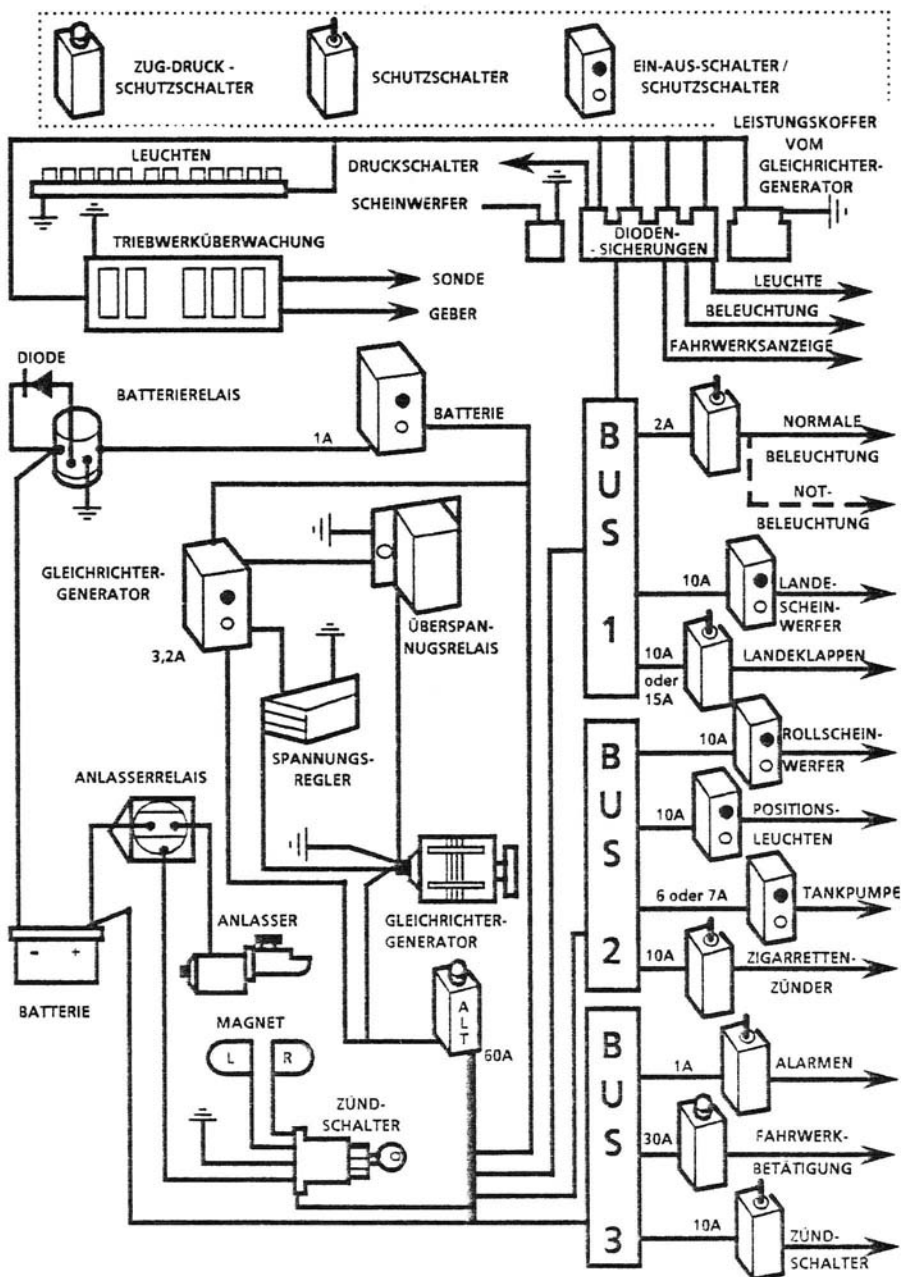 ZUG-DRUCK -
SCHUTZSCHALTER
SCHUTZSCHALTER
EIN-AUS-SCHALTER /
SCHUTZSCHALTER
LEISTUNGSKOFFER
VOM
GLEICHRICHTER-
GENERATOR
LEUCHTEN
DRUCKSCHALTER
SCHEINWERFER
DIODEN-
-SICHERUNGEN
TRIEBWERKÜBERWACHUNG
SONDE
GEBER
LEUCHTE
BELEUCHTUNG
FAHRWERKSANZEIGE
DIODE
BATTERIERELAIS
1A
BATTERIE
BUS 1
2A
NORMALE
BELEUCHTUNG
NOT-
BELEUCHTUNG
10A
LANDE-
SCHEIN-
WERFER
10A
oder
15A
LANDEKLAPPEN
GLEICHRICHTER-
GENERATOR
3,2A
ÜBERSPAN-
NUGSRELAIS
SPANNUNGS-
REGLER
ANLASSERRELAIS
BUS 2
10A
ROLLSCHEIN-
WERFER
10A
POSITIONS-
LEUCHTEN
6 oder 7A
TANKPUMPE
10A
ZIGARRETTEN-
ZÜNDER
GLEICHRICHTER-
GENERATOR
ANLASSER
- +
BATTERIE
ALT
60A
MAGNET
L R
ZÜND-
SCHALTER
BUS 3
1A
ALARMEN
30A
FAHRWERK-
BETÄTIGUNG
10A
ZÜND-
SCHALTER